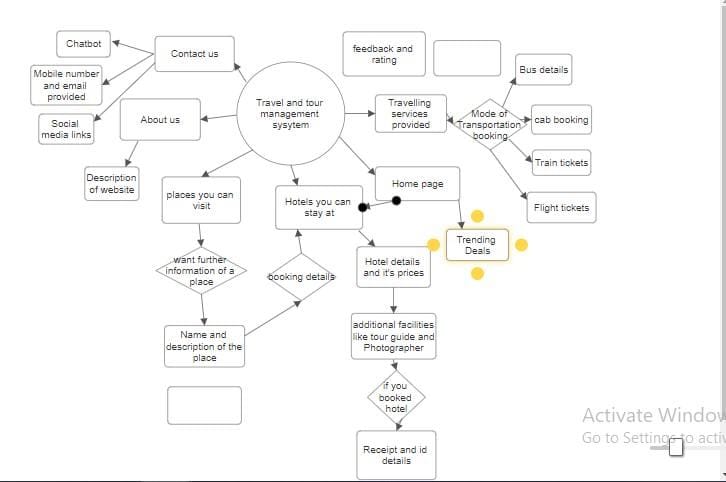 Chatbot
Contact us
feedback and
rating
Mobile number
and email
provided
Bus details
Social
media links
About us
Travel and tour
management
sysytem
Travelling
services
provided
Mode of
Transportation
booking
cab booking
Train tickets
Description
of website
places you can
visit
Hotels you can
stay at
Home page
Flight tickets
Trending
Deals
want further
information of a
place
booking details
Hotel details
and it's prices
Name and
description of the
place
additional facilities
like tour guide and
Photographer
if you
booked
hotel
Receipt and id
details
Activate Window
Go to Settings to activ